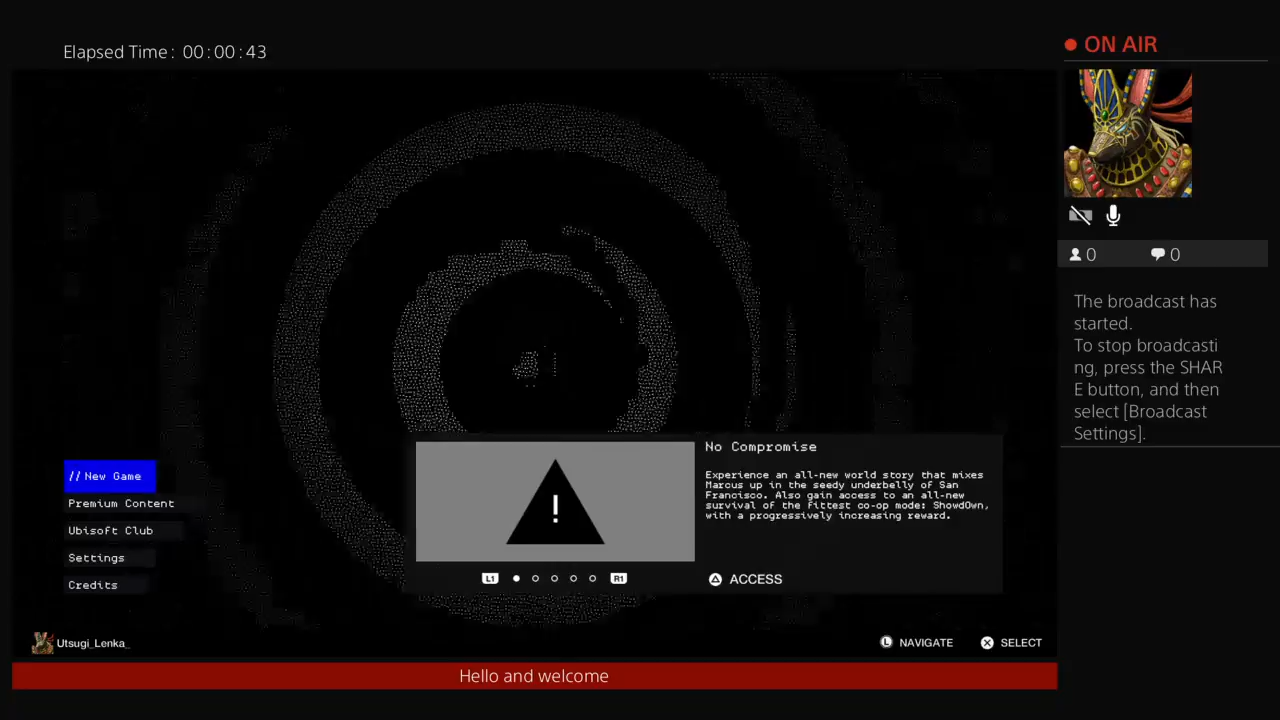 Elapsed Time: 00:00:43
ON AIR
0 0
The broadcast has
started.
To stop broadcasti
ng, press the SHAR
E button, and then
select [Broadcast
Settings].
No Compromise
Experience an all-new world story that mixes
Marcus up in the seedy underbelly of San
Francisco. Also gain access to an all-new
survival of the fittest co-op mode: ShowdOwn,
with a progressively increasing reward.
! 
L1 R1
ACCESS
// New Game
Premium Content
Ubisoft Club
Settings
Credits
Utsugi_Lenka_
L NAVIGATE
SELECT
Hello and welcome